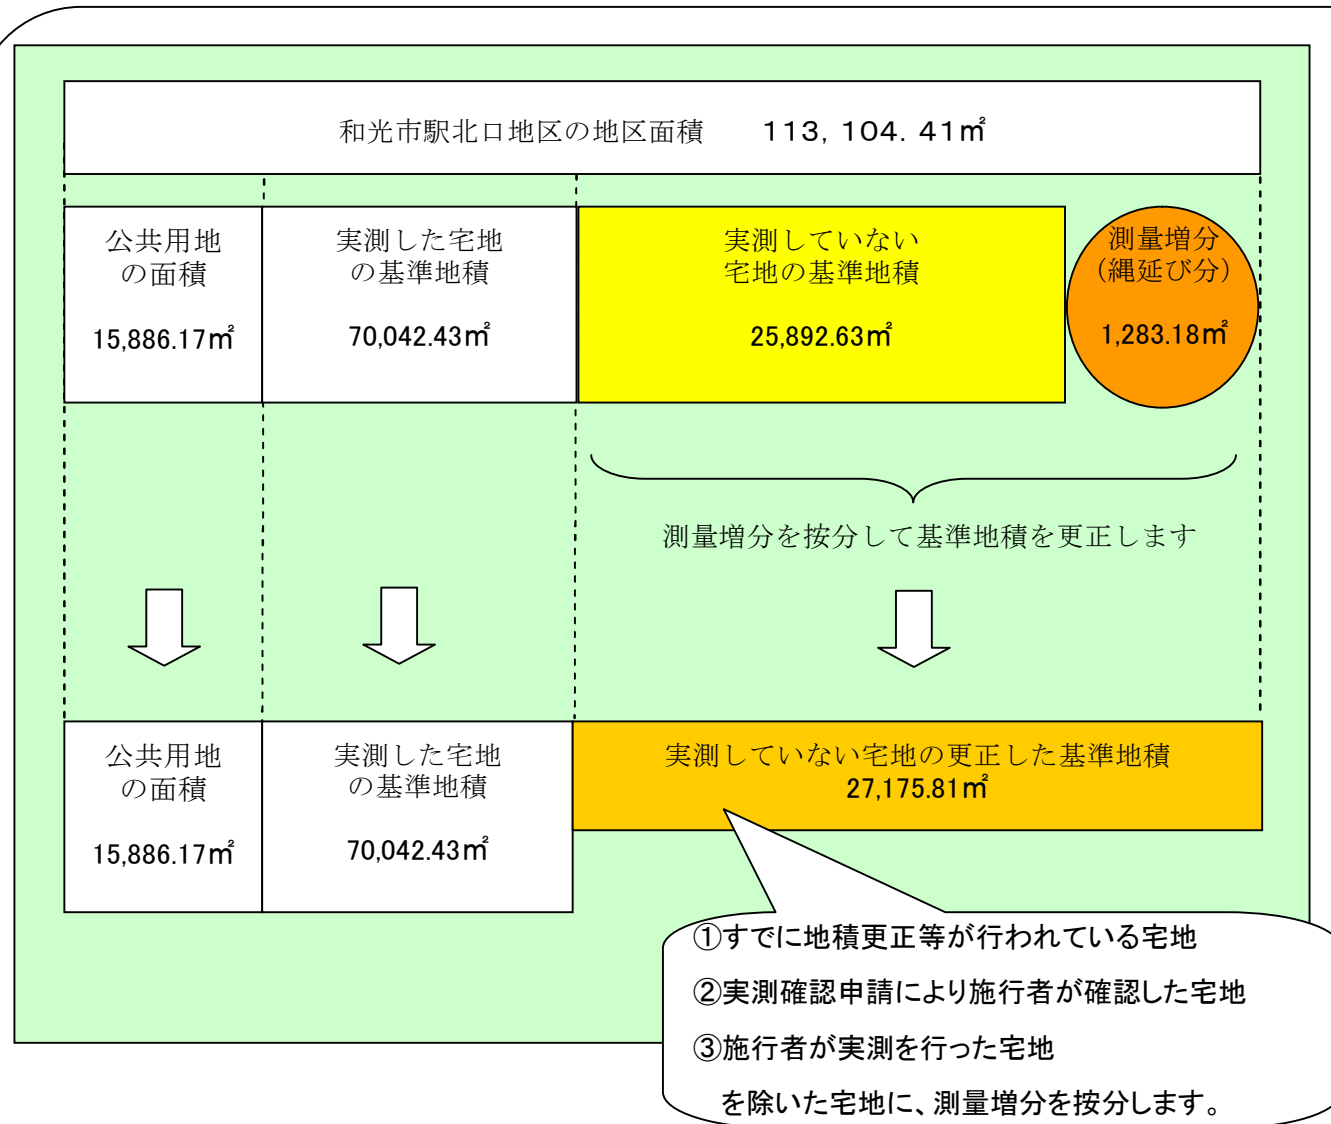 和光市駅北口地区の地区面積　　113，104．41㎡
公共用地
の面積
15,886.17㎡
実測した宅地
の基準地積
70,042.43㎡
実測していない
宅地の基準地積
25,892.63㎡
測量増分
（縄延び分）
1,283.18㎡
測量増分を按分して基準地積を更正します
公共用地
の面積
15,886.17㎡
実測した宅地
の基準地積
70,042.43㎡
実測していない宅地の更正した基準地積
27,175.81㎡
①すでに地積更正等が行われている宅地
②実測確認申請により施行者が確認した宅地
③施行者が実測を行った宅地
を除いた宅地に、測量増分を按分します。